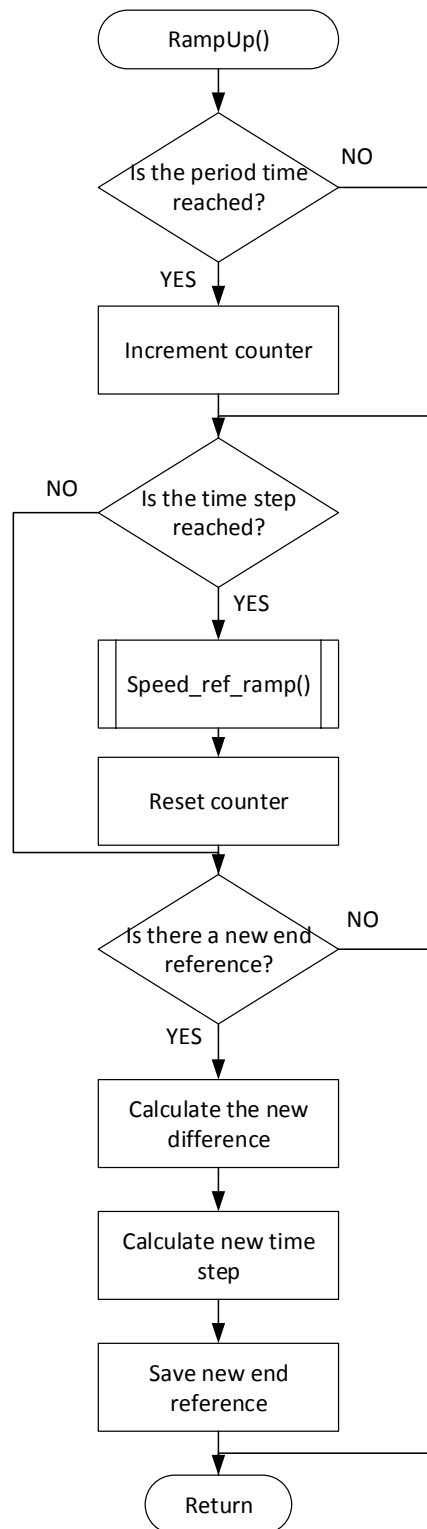 RampUp()
Is the period time
reached?
NO
YES
Increment counter
NO
Is the time step
reached?
YES
Speed_ref_ramp()
Reset counter
Is there a new end
reference?
NO
YES
Calculate the new
difference
Calculate new time
step
Save new end
reference
Return